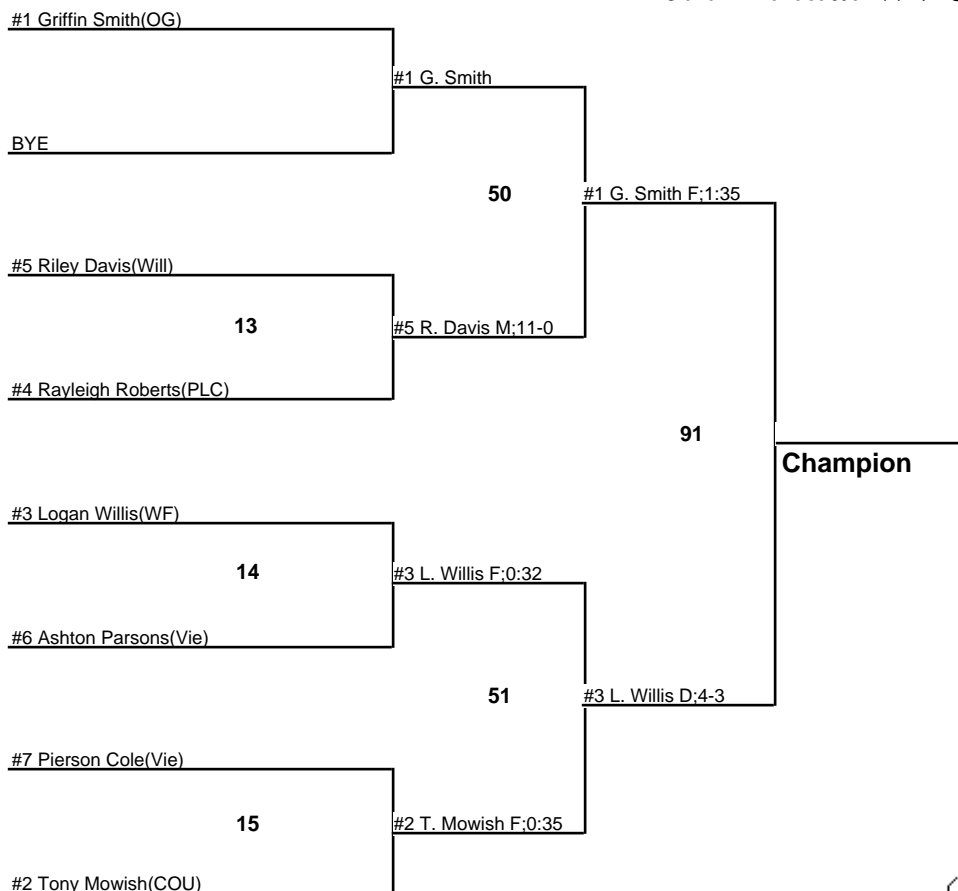 #1 Griffin Smith(OG)
#1 G. Smith
BYE
50
#1 G. Smith F;1:35
#5 Riley Davis(Will)
13
#5 R. Davis M;11-0
#4 Rayleigh Roberts(PLC)
91
Champion
#3 Logan Willis(WF)
14
#3 L. Willis F;0:32
#6 Ashton Parsons(Vie)
51
#3 L. Willis D;4-3
#7 Pierson Cole(Vie)
15
#2 T. Mowish F;0:35
#2 Tony Mowish(COU)